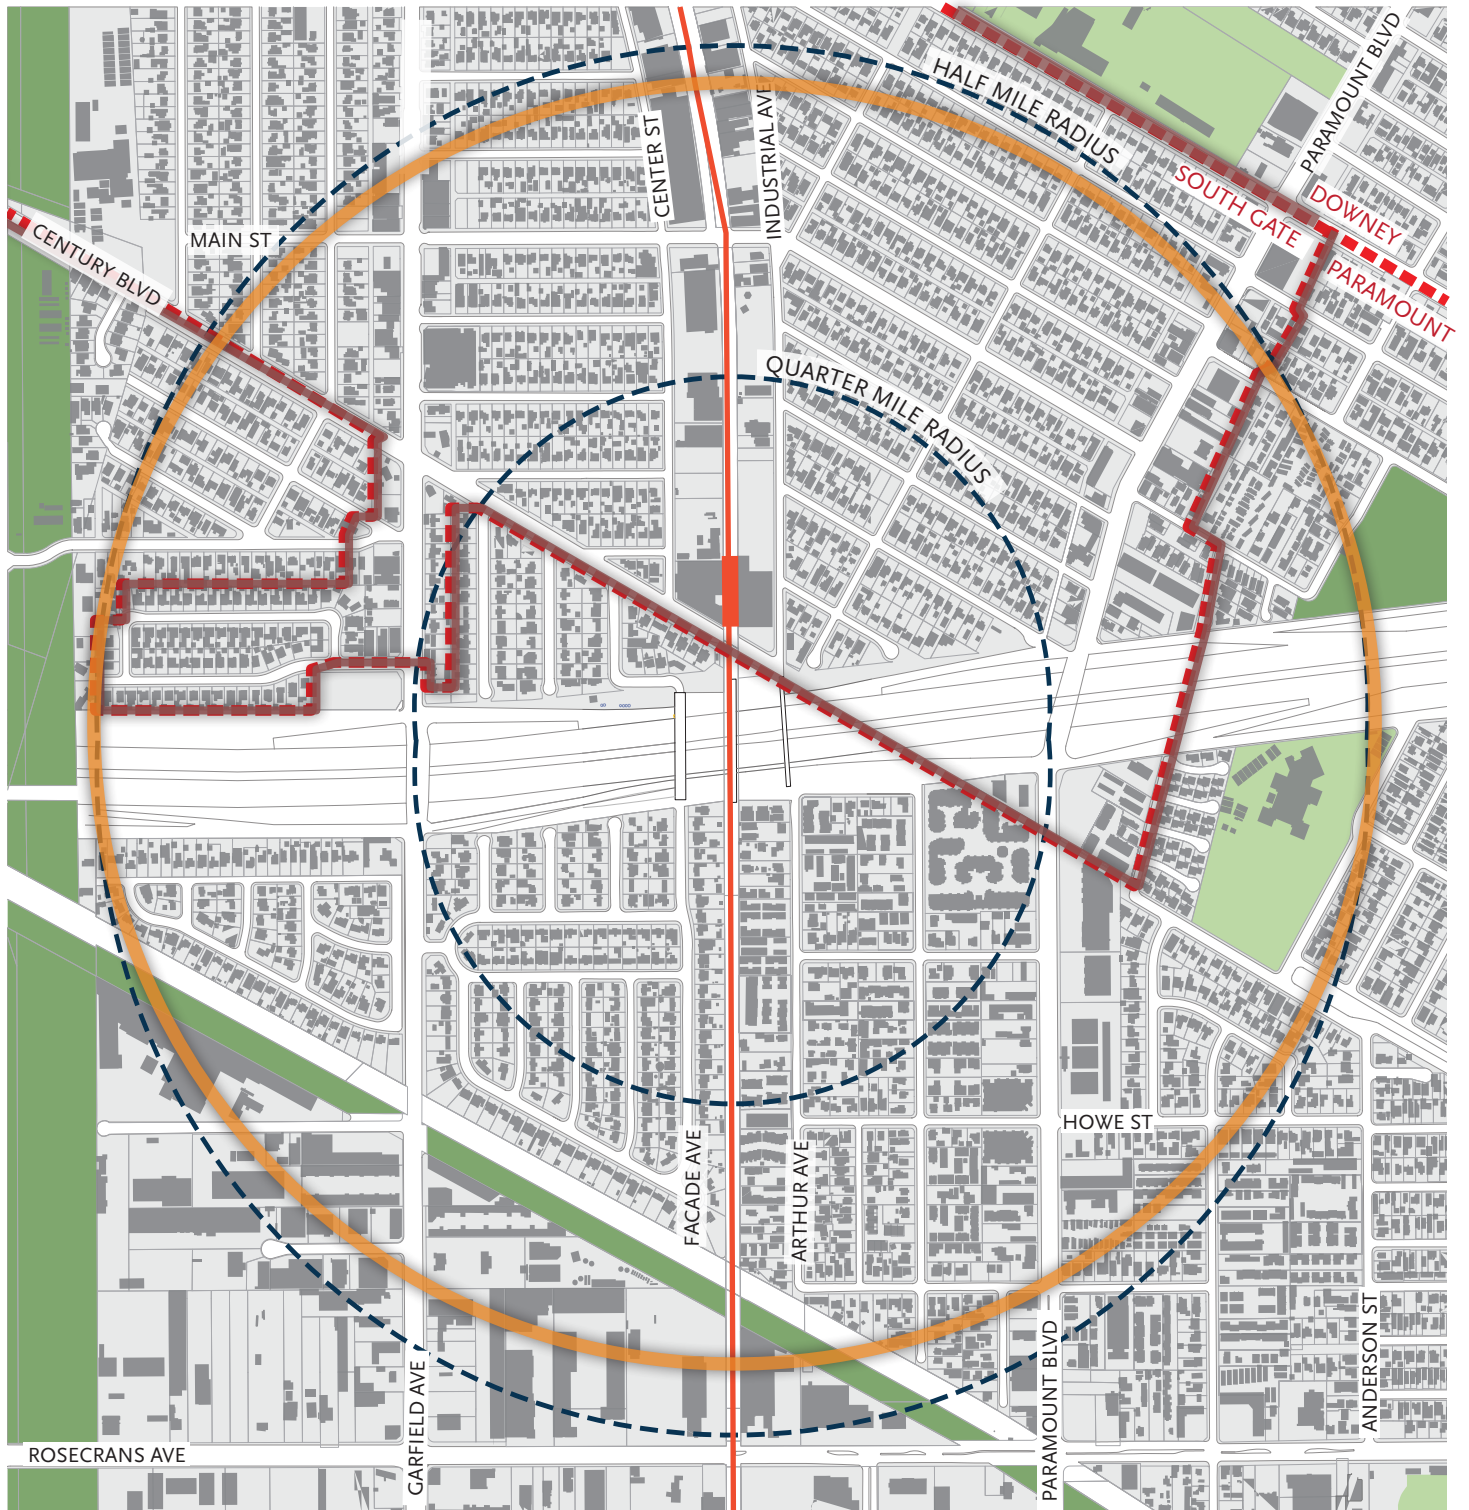 PARAMOUNT BLVD
HALF MILE RADIUS
CENTER ST
INDUSTRIAL AVE
SOUTH GATE
DOWNEY
PARAMOUNT
MAIN ST
CENTURY BLVD
QUARTER MILE RADIUS
HOWE ST
FACADE AVE
ARTHUR AVE
GARFIELD AVE
PARAMOUNT BLVD
ANDERSON ST
ROSECRANS AVE